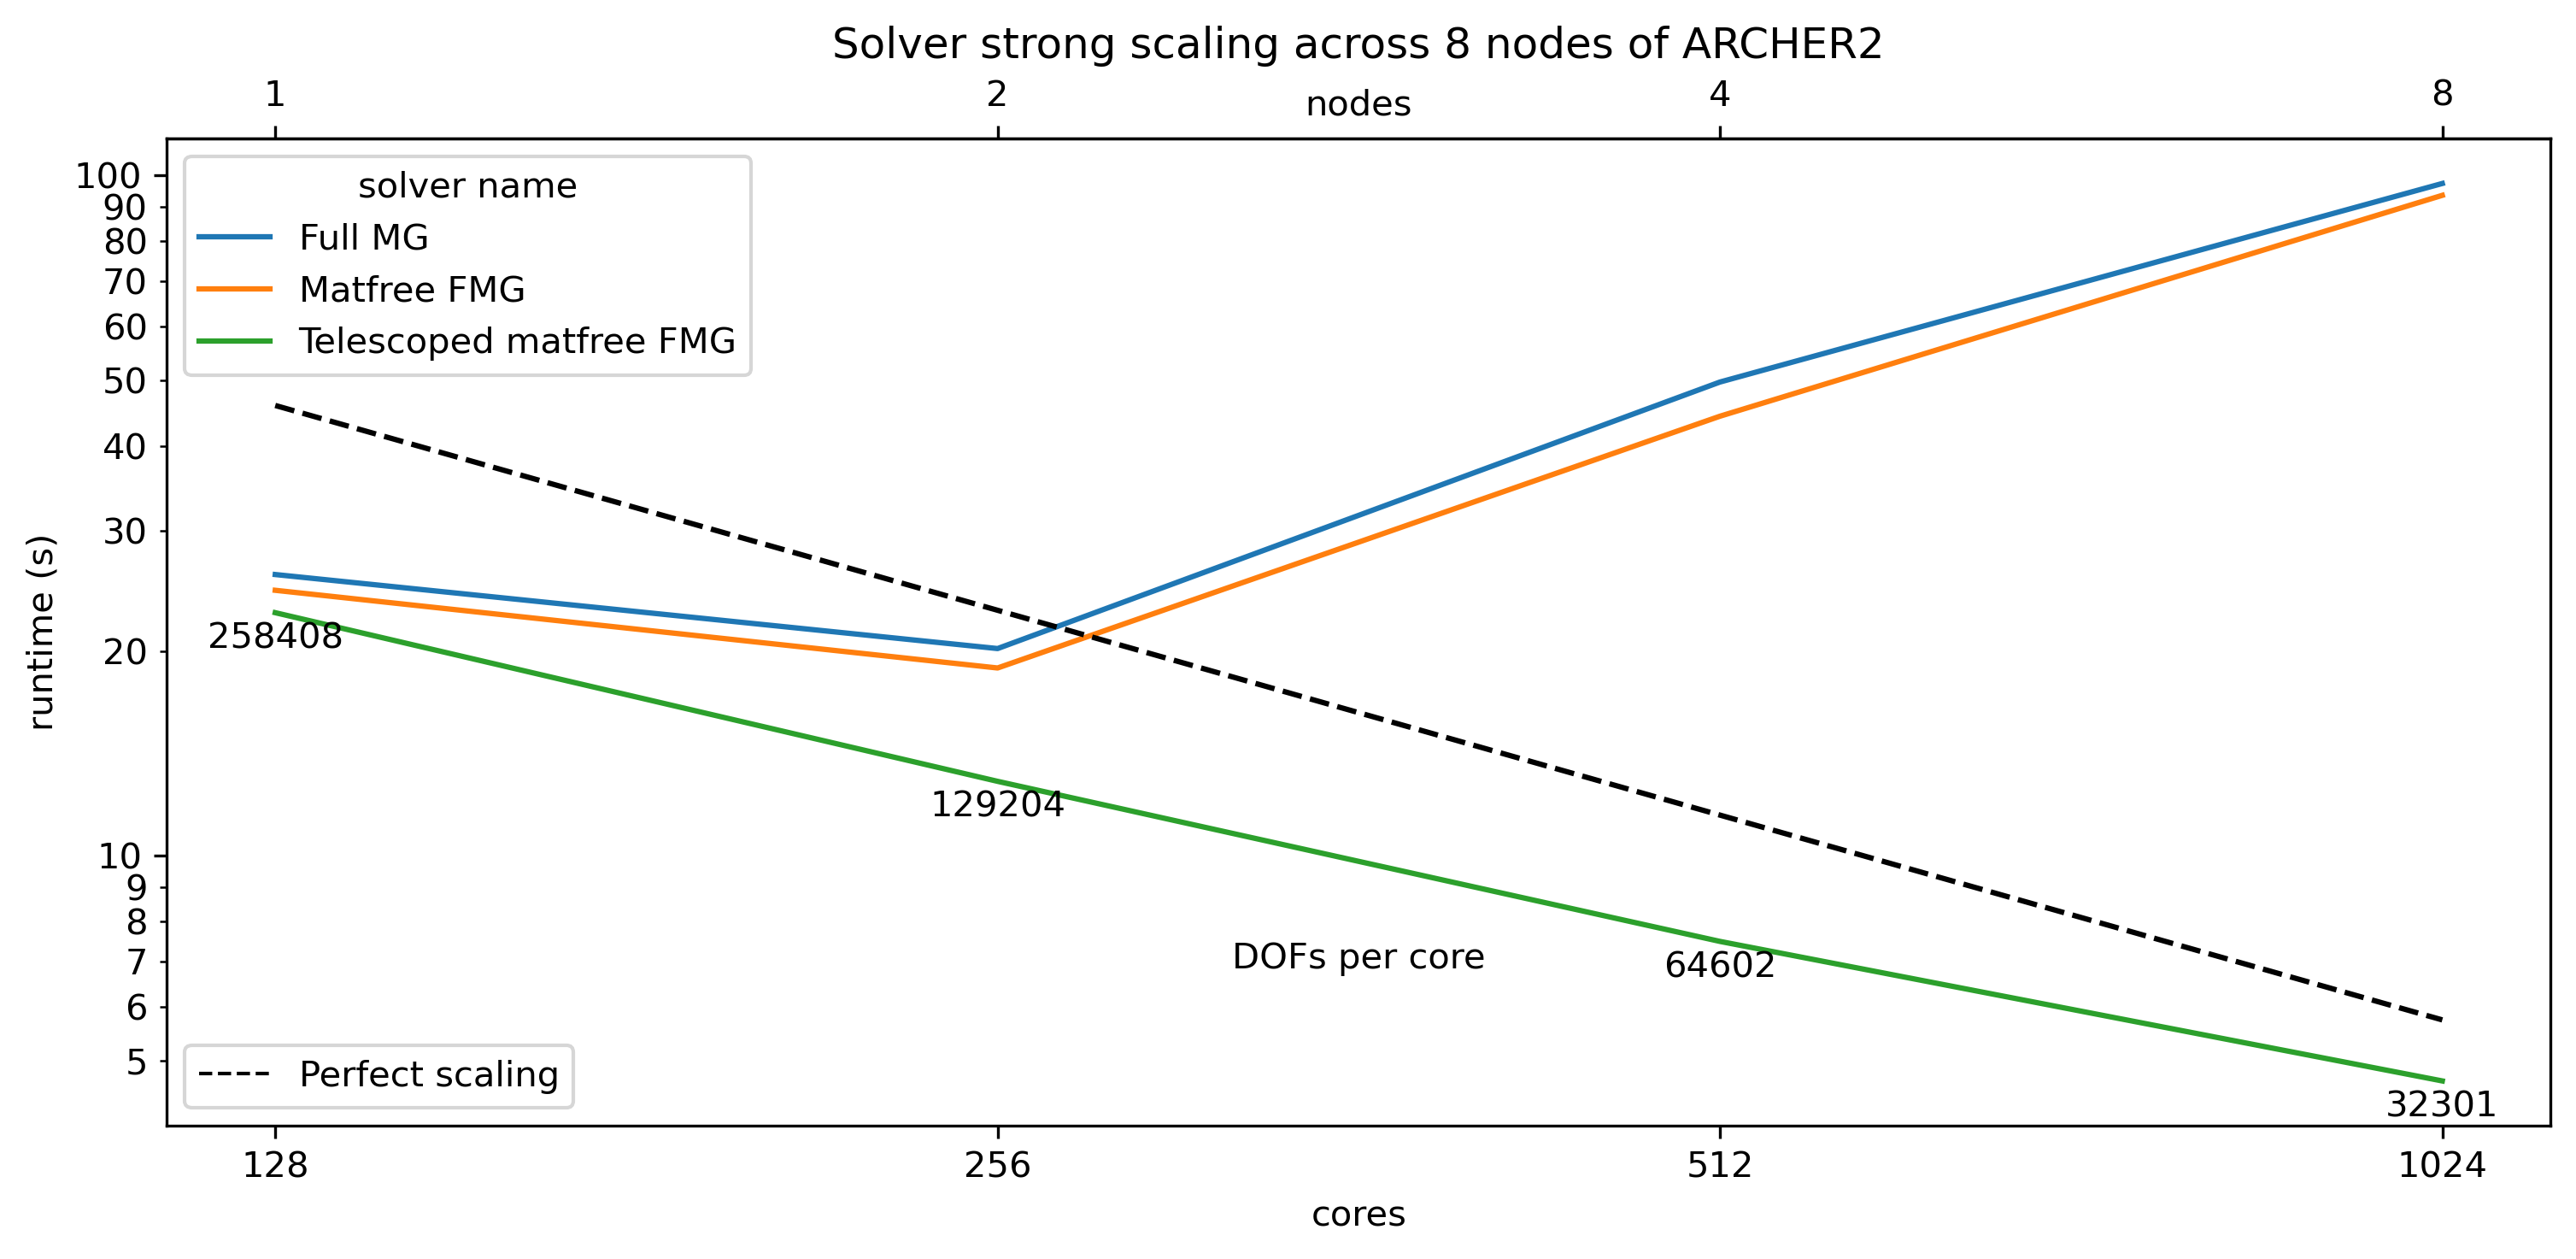 Solver strong scaling across 8 nodes of ARCHER2
nodes
1 2 4 8
solver name
Full MG
Matfree FMG
Telescoped matfree FMG
100
90
80
70
60
50
40
30
20
10
9
8
7
6
5
runtime (s)
258408
129204
DOFs per core
64602
32301
Perfect scaling
128 256 512 1024
cores